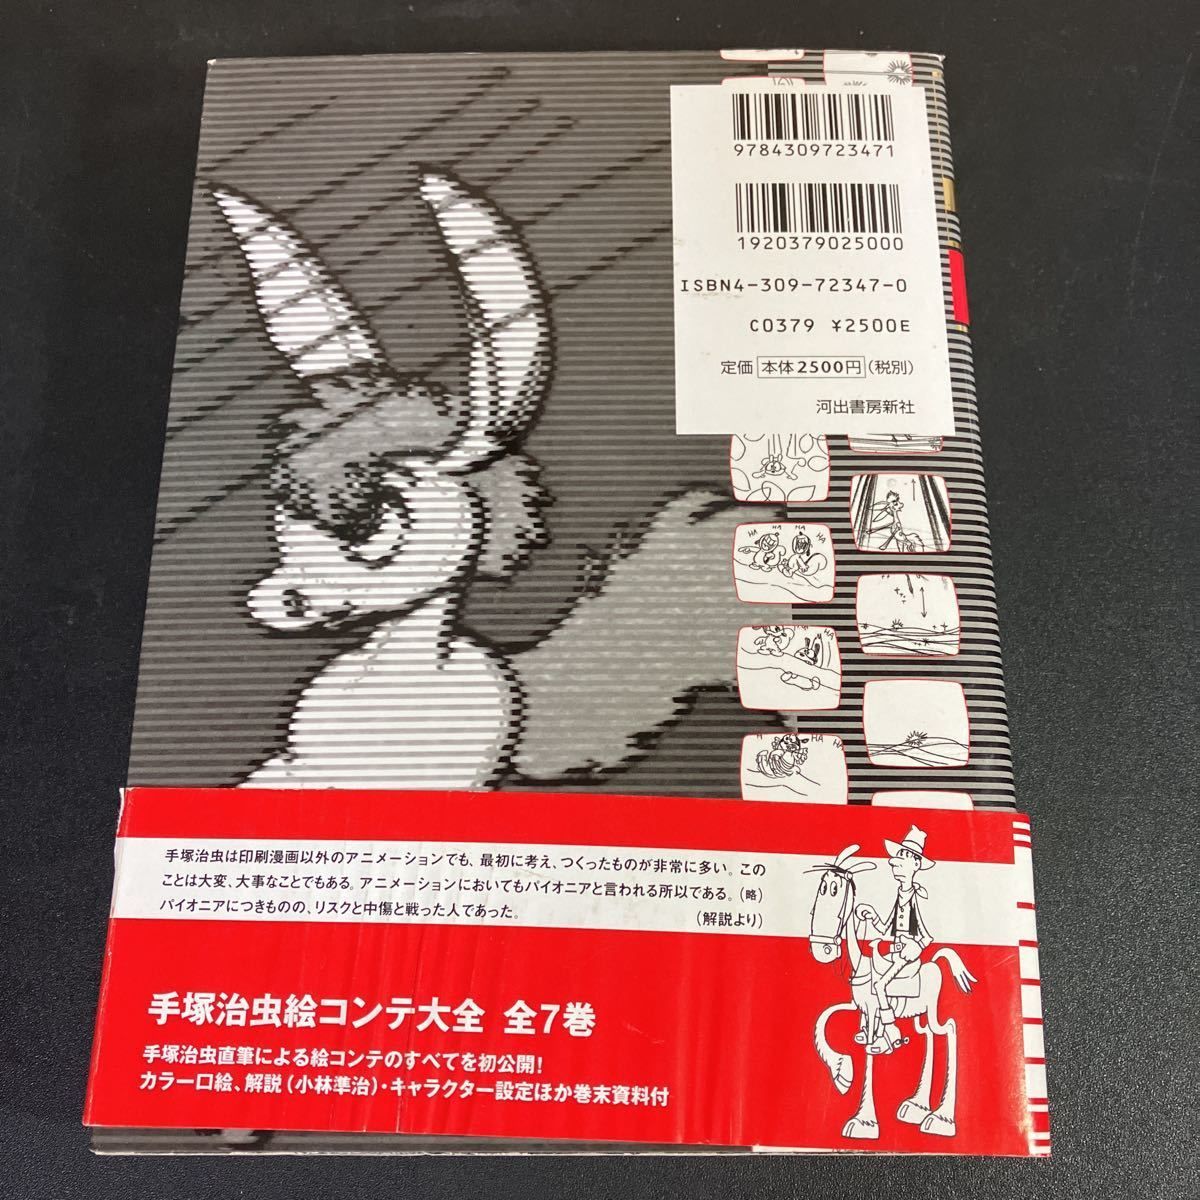 9784309723471
1920379025000
ISBN4-309-72347-0
C0379 ¥2500E
定価 本体2500円(税別)
河出書房新社
HA HA HA
HA
HA
H HA HA
手塚治虫は印刷漫画以外のアニメーションでも、最初に考え、つくったものが非常に多い。この
ことは大変、大事なことでもある。アニメーションにおいてもパイオニアと言われる所以である。(略)
パイオニアにつきものの、リスクと中傷と戦った人であった。 (解説より)
手塚治虫絵コンテ大全 全7巻
手塚治虫直筆による絵コンテのすべてを初公開!
カラー口絵、解説(小林準治)・キャラクター設定ほか巻末資料付